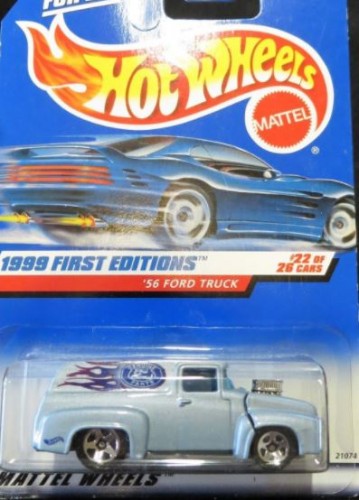 HOT WHEELS
MATTEL
®
1999 FIRST EDITIONS™
#22 OF
26 CARS
'56 FORD TRUCK
21074
MATTEL WHEELS